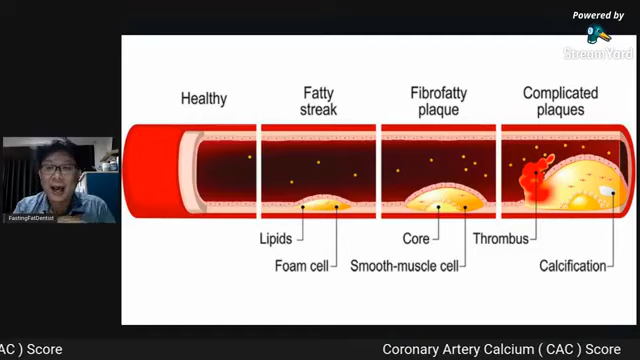 Powered by
StreamYard
Healthy
Fatty
streak
Fibrofatty
plaque
Complicated
plaques
Lipids
Core
Thrombus
Foam cell
Smooth-muscle cell
Calcification
FastingFatDentist
AC ) Score
Coronary Artery Calcium ( CAC ) Score